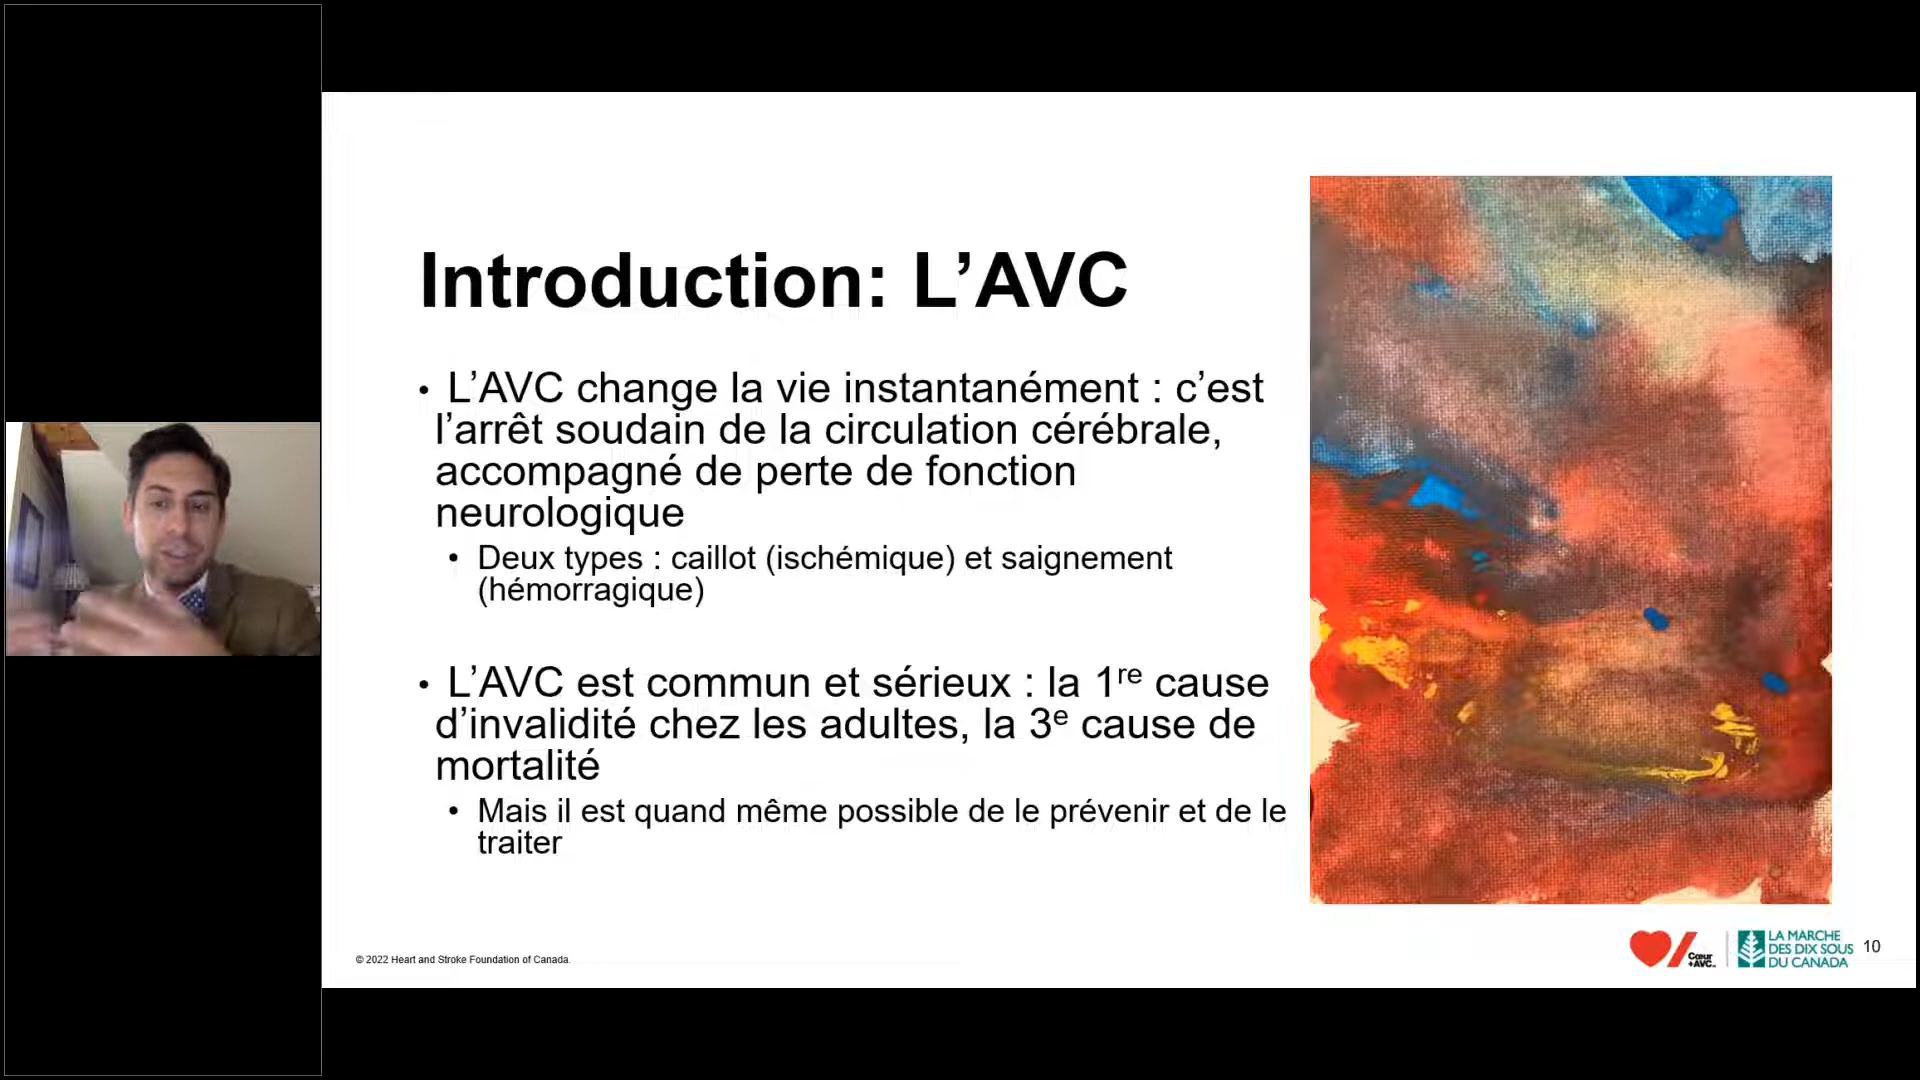 Introduction: L’AVC
• L’AVC change la vie instantanément : c’est
l’arrêt soudain de la circulation cérébrale,
accompagné de perte de fonction
neurologique
• Deux types : caillot (ischémique) et saignement
(hémorragique)
• L’AVC est commun et sérieux : la 1re cause
d’invalidité chez les adultes, la 3e cause de
mortalité
• Mais il est quand même possible de le prévenir et de le
traiter
© 2022 Heart and Stroke Foundation of Canada.
Cœur
+AVC™
LA MARCHE
DES DIX SOUS
DU CANADA
10